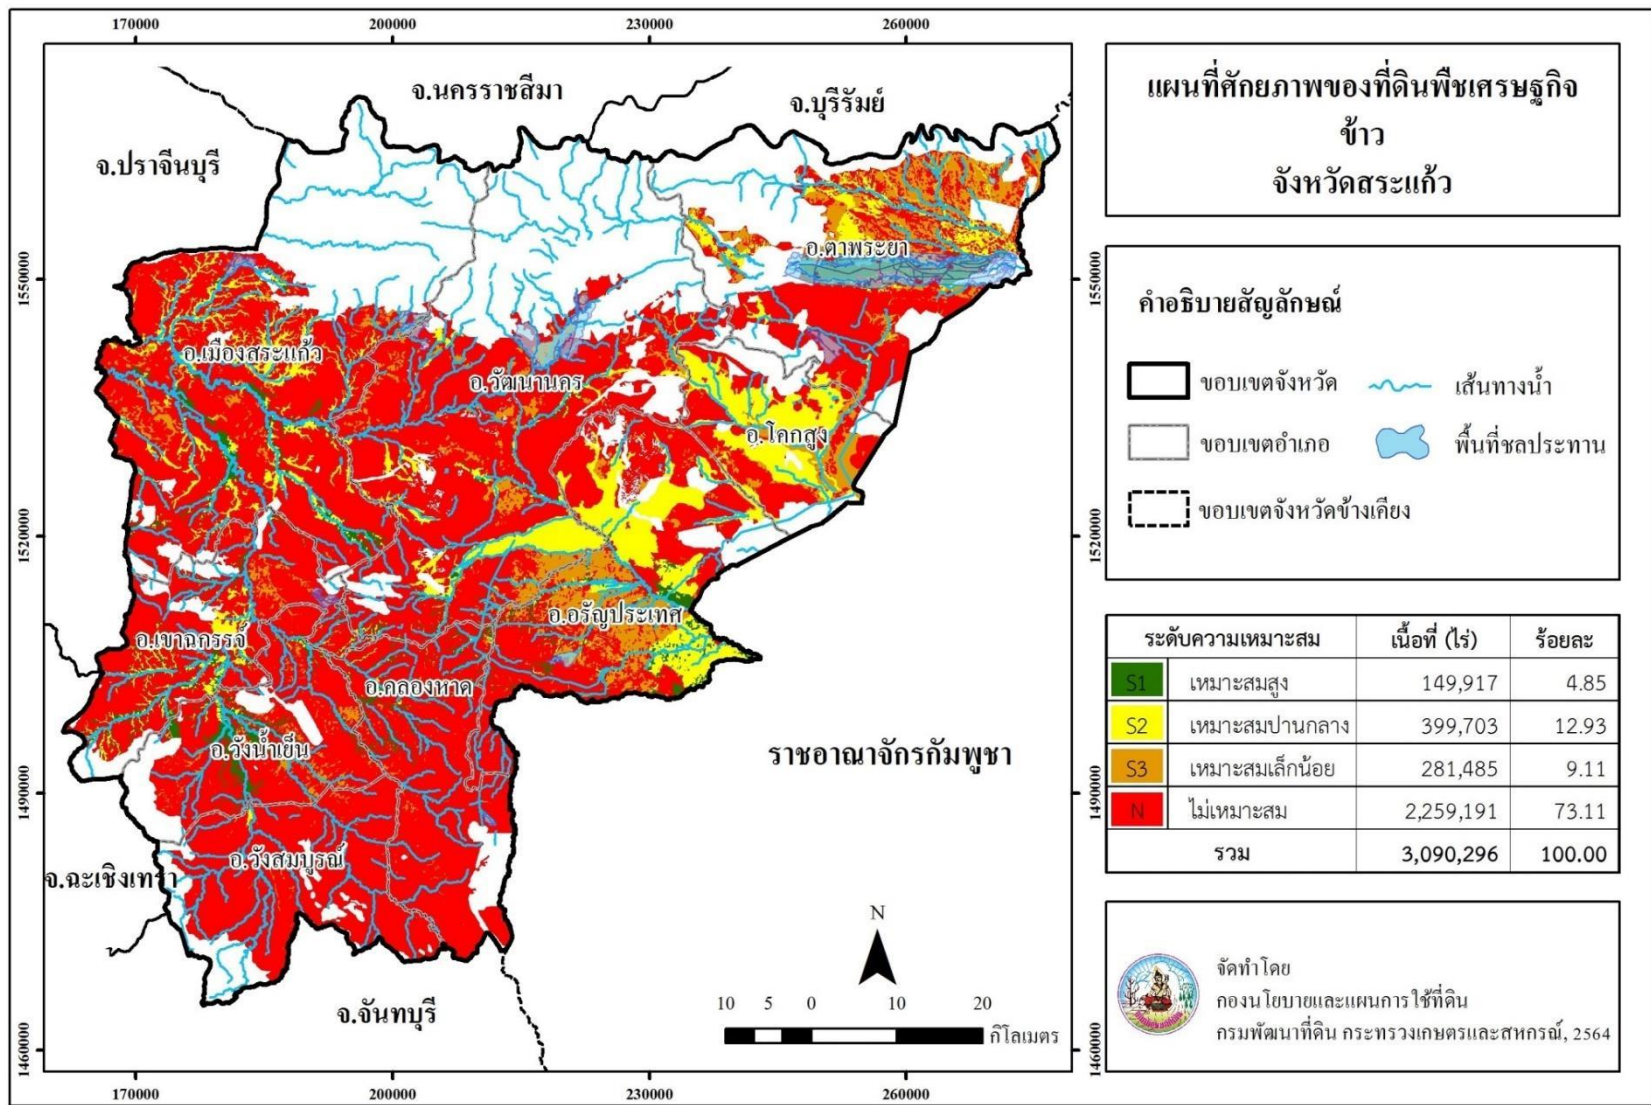 170000 200000 230000 260000
จ.นครราชสีมา
จ.บุรีรัมย์
จ.ปราจีนบุรี
อ.ตาพระยา
1550000 1550000
อ.เมืองสระแก้ว
อ.วัฒนานคร
อ.โคกสูง
1520000 1520000
อ.อรัญประเทศ
อ.เขาฉกรรจ์
อ.คลองหาด
อ.วังน้ำเย็น
ราชอาณาจักรกัมพูชา
1490000 1490000
อ.วังสมบูรณ์
จ.ฉะเชิงเทรา
N
จ.จันทบุรี
10 5 0 10 20
กิโลเมตร
1460000 1460000
170000 200000 230000 260000
แผนที่ศักยภาพของที่ดินพืชเศรษฐกิจ
ข้าว
จังหวัดสระแก้ว
คำอธิบายสัญลักษณ์
ขอบเขตจังหวัด เส้นทางน้ำ
ขอบเขตอำเภอ พื้นที่ชลประทาน
ขอบเขตจังหวัดข้างเคียง
ระดับความเหมาะสม เนื้อที่ (ไร่) ร้อยละ
S1 เหมาะสมสูง 149,917 4.85
S2 เหมาะสมปานกลาง 399,703 12.93
S3 เหมาะสมเล็กน้อย 281,485 9.11
N ไม่เหมาะสม 2,259,191 73.11
รวม 3,090,296 100.00
จัดทำโดย
กองนโยบายและแผนการใช้ที่ดิน
กรมพัฒนาที่ดิน กระทรวงเกษตรและสหกรณ์, 2564